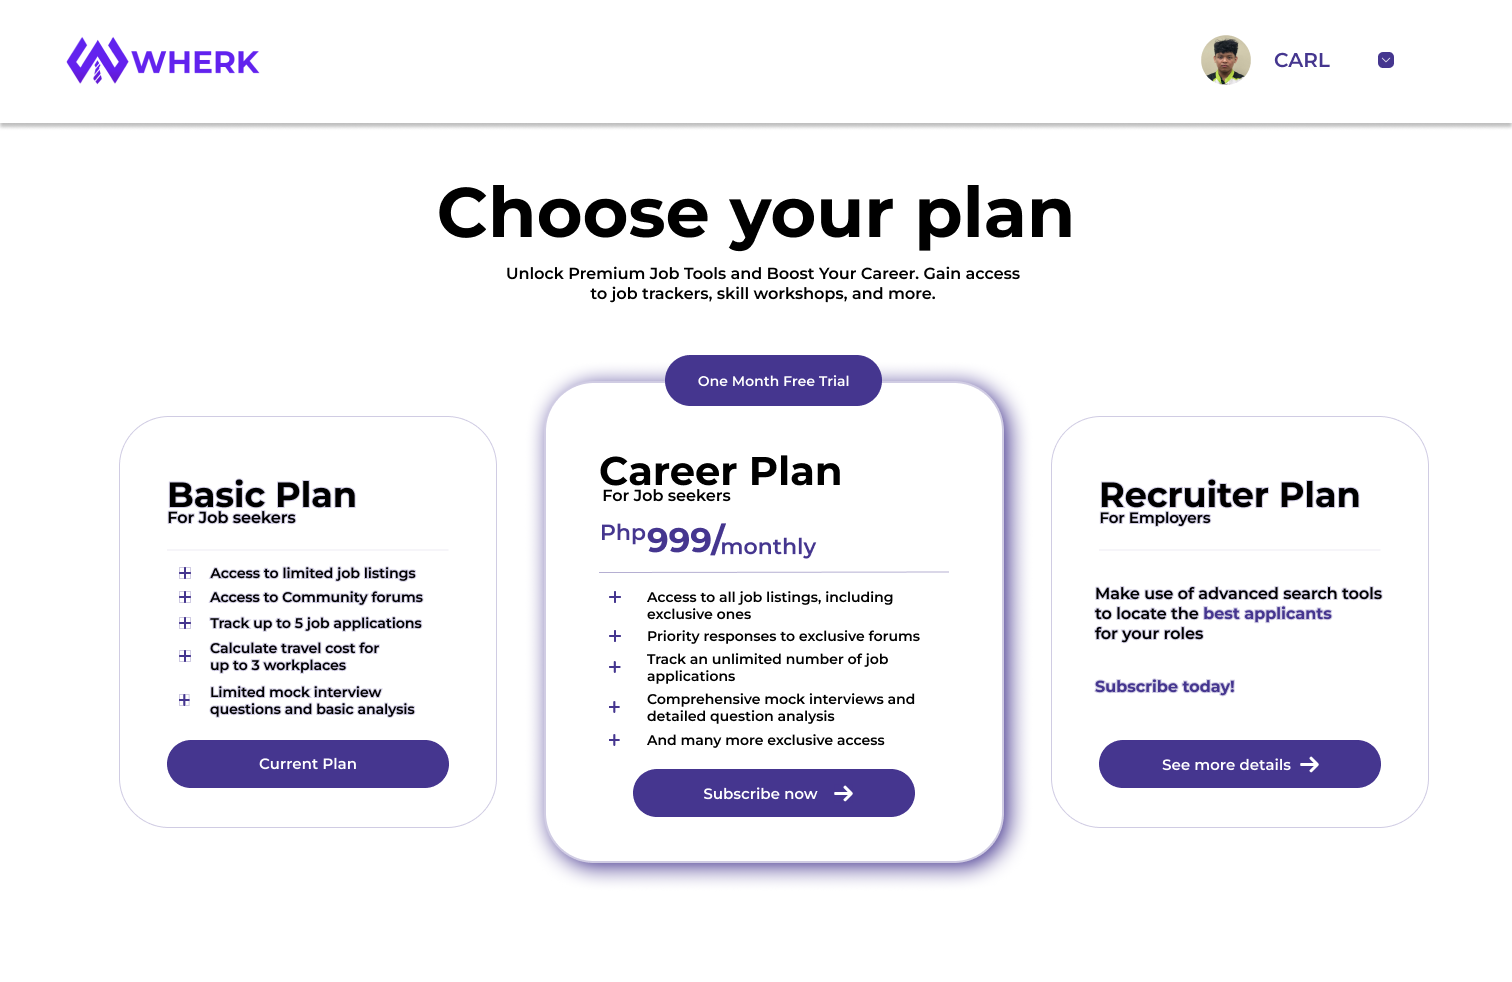 WHERK
CARL
Choose your plan
Unlock Premium Job Tools and Boost Your Career. Gain access
to job trackers, skill workshops, and more.
Basic Plan
For Job seekers
Access to limited job listings
Access to Community forums
Track up to 5 job applications
Calculate travel cost for
up to 3 workplaces
Limited mock interview
questions and basic analysis
Current Plan
One Month Free Trial
Career Plan
For Job seekers
Php999/monthly
Access to all job listings, including
exclusive ones
Priority responses to exclusive forums
Track an unlimited number of job
applications
Comprehensive mock interviews and
detailed question analysis
And many more exclusive access
Subscribe now
Recruiter Plan
For Employers
Make use of advanced search tools
to locate the best applicants
for your roles
Subscribe today!
See more details